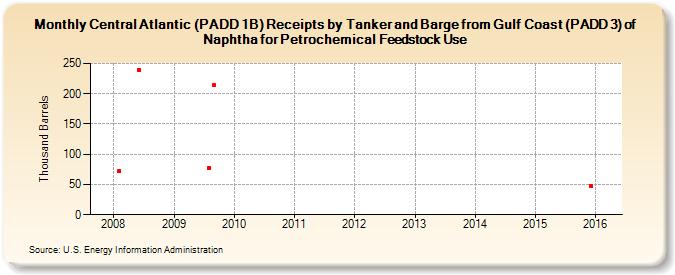 Monthly Central Atlantic (PADD 1B) Receipts by Tanker and Barge from Gulf Coast (PADD 3) of
Naphtha for Petrochemical Feedstock Use
Thousand Barrels
250
200
150
100
50
0
2008 2009 2010 2011 2012 2013 2014 2015 2016
Source: U.S. Energy Information Administration